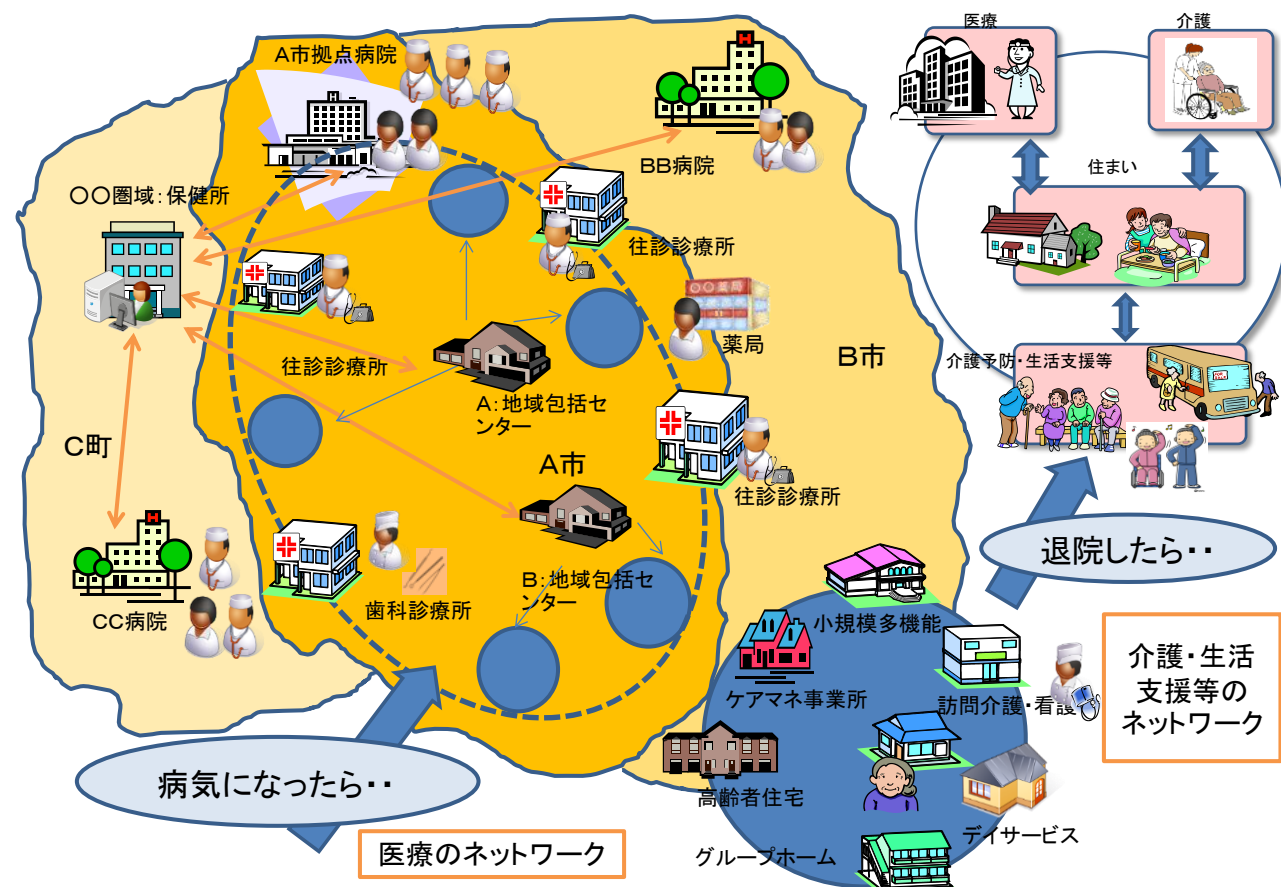 A市拠点病院
医療
介護
BB病院
住まい
〇〇圏域:保健所
往診診療所
〇〇薬局
薬局
往診診療所
B市
介護予防・生活支援等
A:地域包括セ
ンター
C町
A市
往診診療所
退院したら・・
B:地域包括セ
ンター
歯科診療所
CC病院
小規模多機能
ケアマネ事業所
訪問介護・看護
介護・生活
支援等の
ネットワーク
病気になったら・・
高齢者住宅
デイサービス
医療のネットワーク
グループホーム